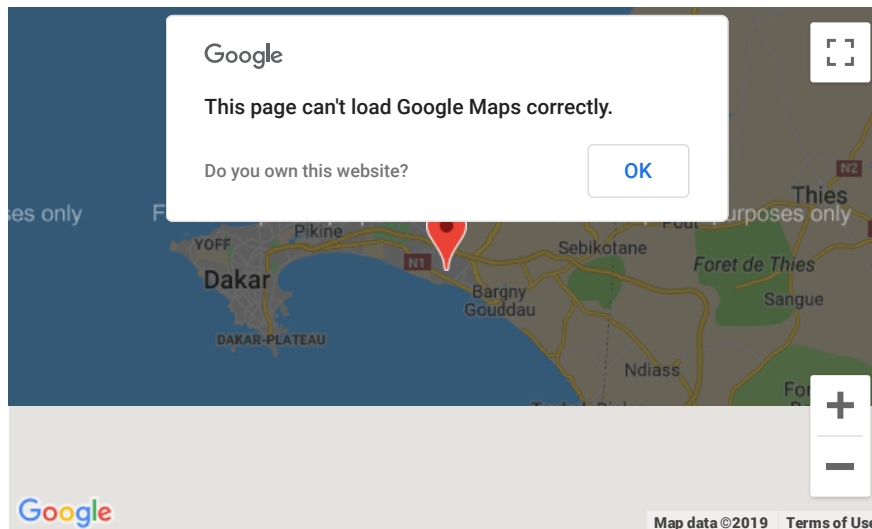 Google
This page can't load Google Maps correctly.
Do you own this website?
OK
N2
Thies
ses only
urposes only
YOFF
Pikine
Sebikotane
N1
Foret de Thies
Dakar
Bargny
Gouddau
Sangue
DAKAR-PLATEAU
Ndiass
Google
Map data ©2019
Terms of Use